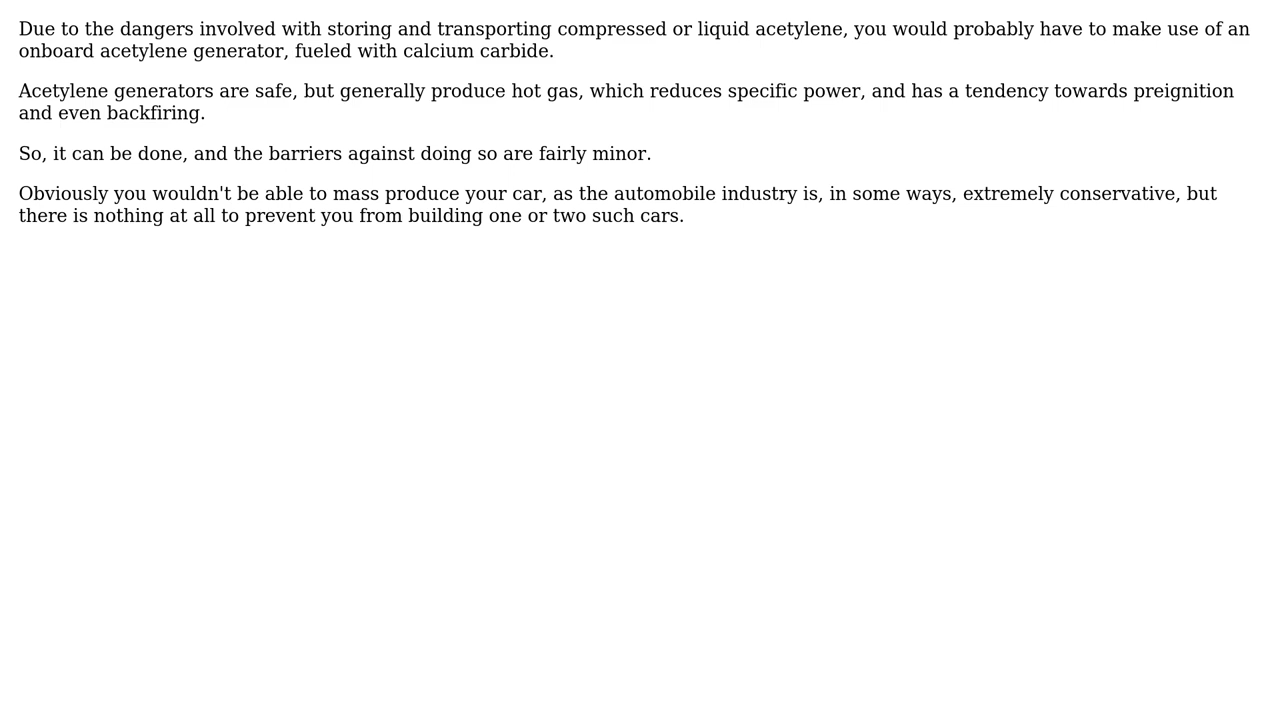 Due to the dangers involved with storing and transporting compressed or liquid acetylene, you would probably have to make use of an
onboard acetylene generator, fueled with calcium carbide.
Acetylene generators are safe, but generally produce hot gas, which reduces specific power, and has a tendency towards preignition
and even backfiring.
So, it can be done, and the barriers against doing so are fairly minor.
Obviously you wouldn't be able to mass produce your car, as the automobile industry is, in some ways, extremely conservative, but
there is nothing at all to prevent you from building one or two such cars.